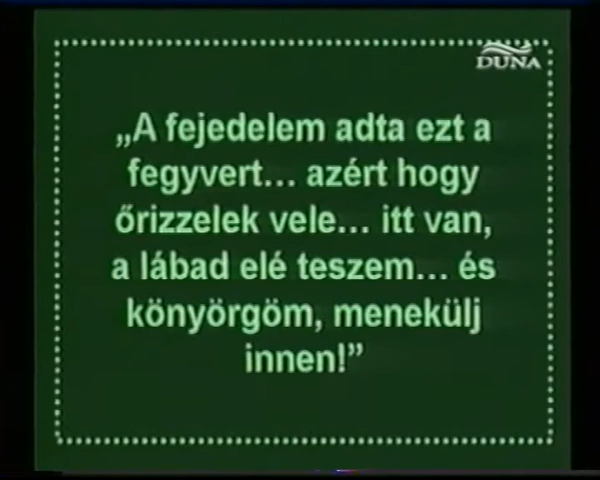 DUNA
„A fejedelem adta ezt a
fegyvert... azért hogy
őrizzelek vele... itt van,
a lábad elé teszem... és
könyörgöm, menekülj
innen!”